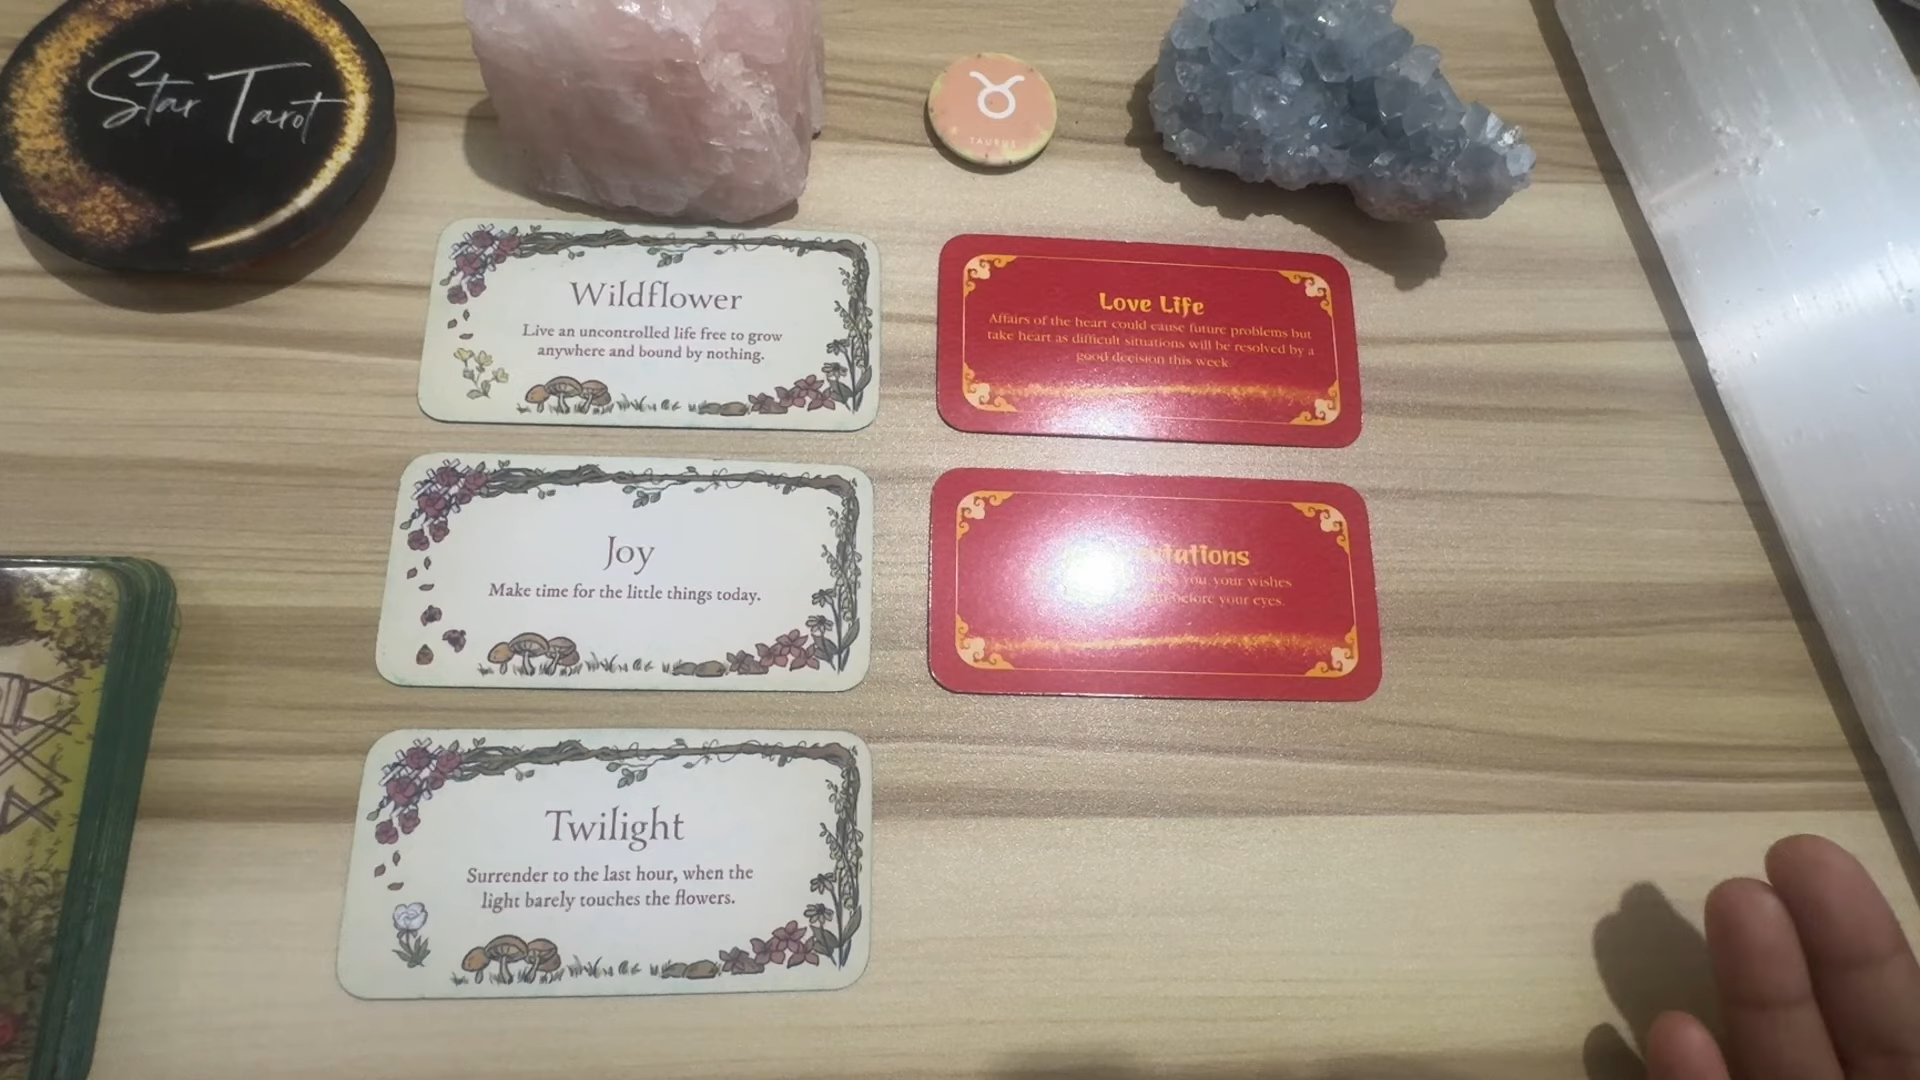 Star Tarot
TAURUS
Wildflower
Live an uncontrolled life free to grow
anywhere and bound by nothing.
Love Life
Affairs of the heart could cause future problems but
take heart as difficult situations will be resolved by a
good decision this week
Joy
Make time for the little things today.
you your wishes
before your eyes.
Twilight
Surrender to the last hour, when the
light barely touches the flowers.